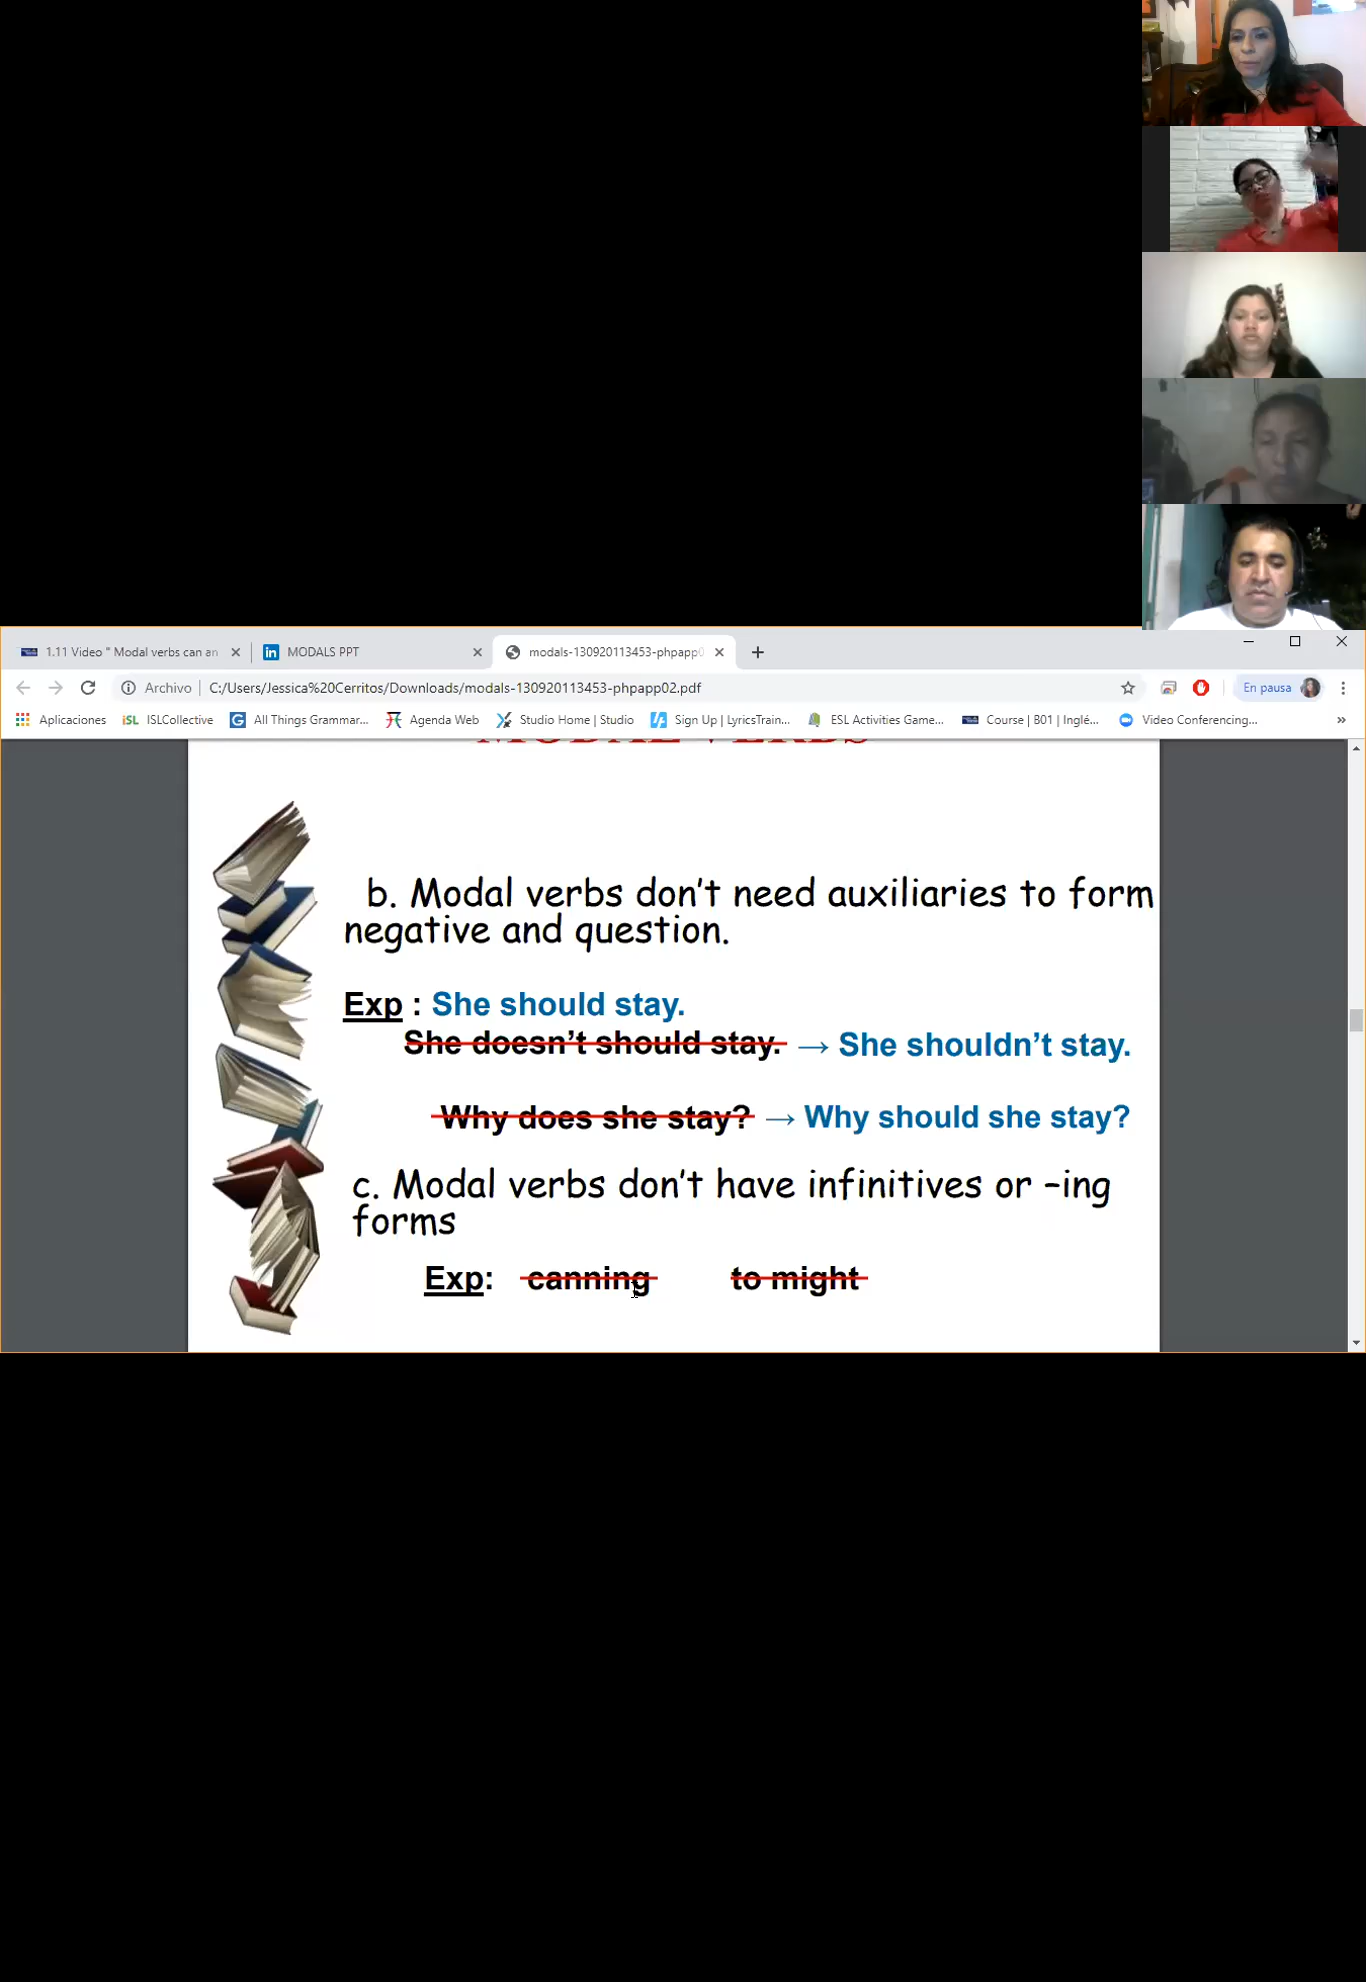 1.11 Video " Modal verbs can an
MODALS PPT
modals-130920113453-phpapp0
Archivo
C:/Users/Jessica%20Cerritos/Downloads/modals-130920113453-phpapp02.pdf
En pausa
Aplicaciones
iSL ISLCollective
G All Things Grammar...
Agenda Web
Studio Home | Studio
Sign Up | LyricsTrain...
ESL Activities Game...
Course | B01 | Inglé...
Video Conferencing...
MODAL VERBS
b. Modal verbs don't need auxiliaries to form
negative and question.
Exp : She should stay.
She doesn't should stay. → She shouldn't stay.
Why does she stay? → Why should she stay?
c. Modal verbs don't have infinitives or –ing
forms
Exp: canning to might